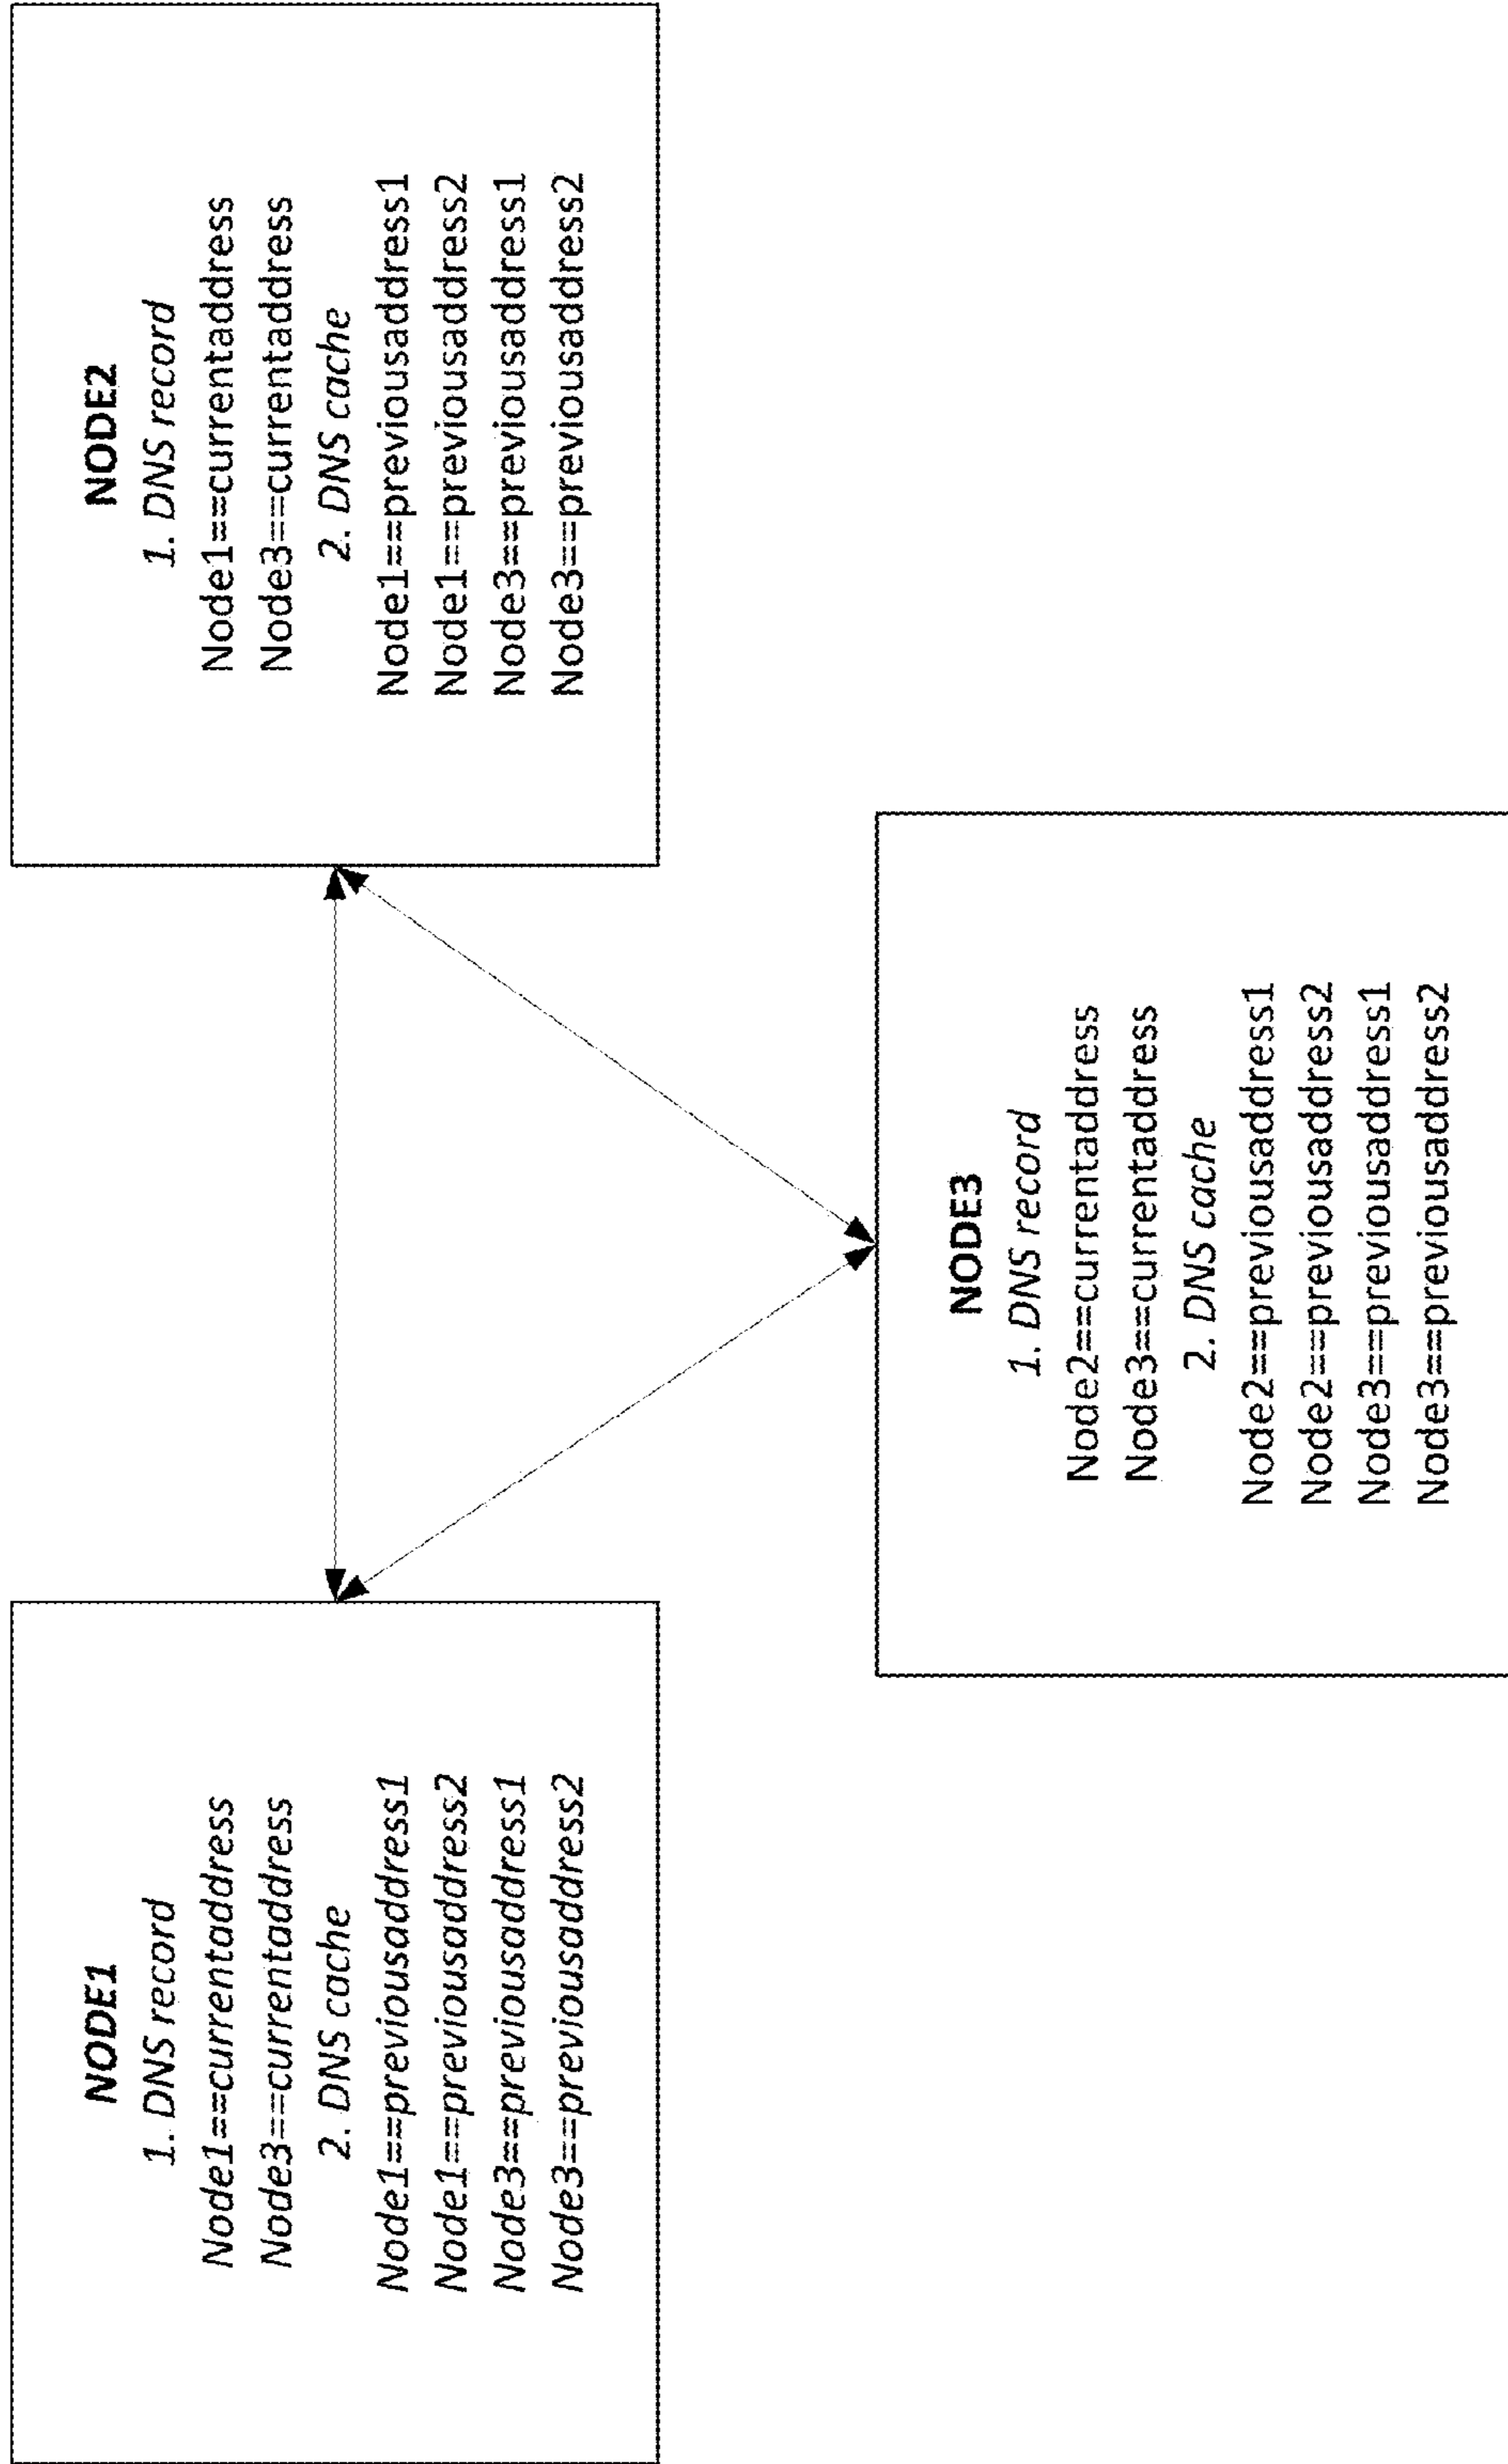 NODE1
1. DNS record
Node1==currentaddress
Node3==currentaddress
2. DNS cache
Node1==previousaddress1
Node1==previousaddress2
Node3==previousaddress1
Node3==previousaddress2
NODE2
1. DNS record
Node1==currentaddress
Node3==currentaddress
2. DNS cache
Node1==previousaddress1
Node1==previousaddress2
Node3==previousaddress1
Node3==previousaddress2
NODE3
1. DNS record
Node2==currentaddress
Node3==currentaddress
2. DNS cache
Node2==previousaddress1
Node2==previousaddress2
Node3==previousaddress1
Node3==previousaddress2